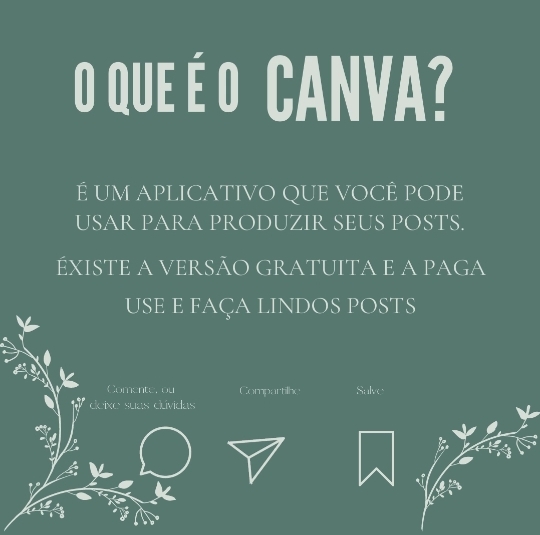 O QUE É O CANVA?
É UM APLICATIVO QUE VOCÊ PODE
USAR PARA PRODUZIR SEUS POSTS.
ÉXISTE A VERSÃO GRATUITA E A PAGA
USE E FAÇA LINDOS POSTS
Comente, ou
deixe suas dúvidas
Compartilhe
Salve